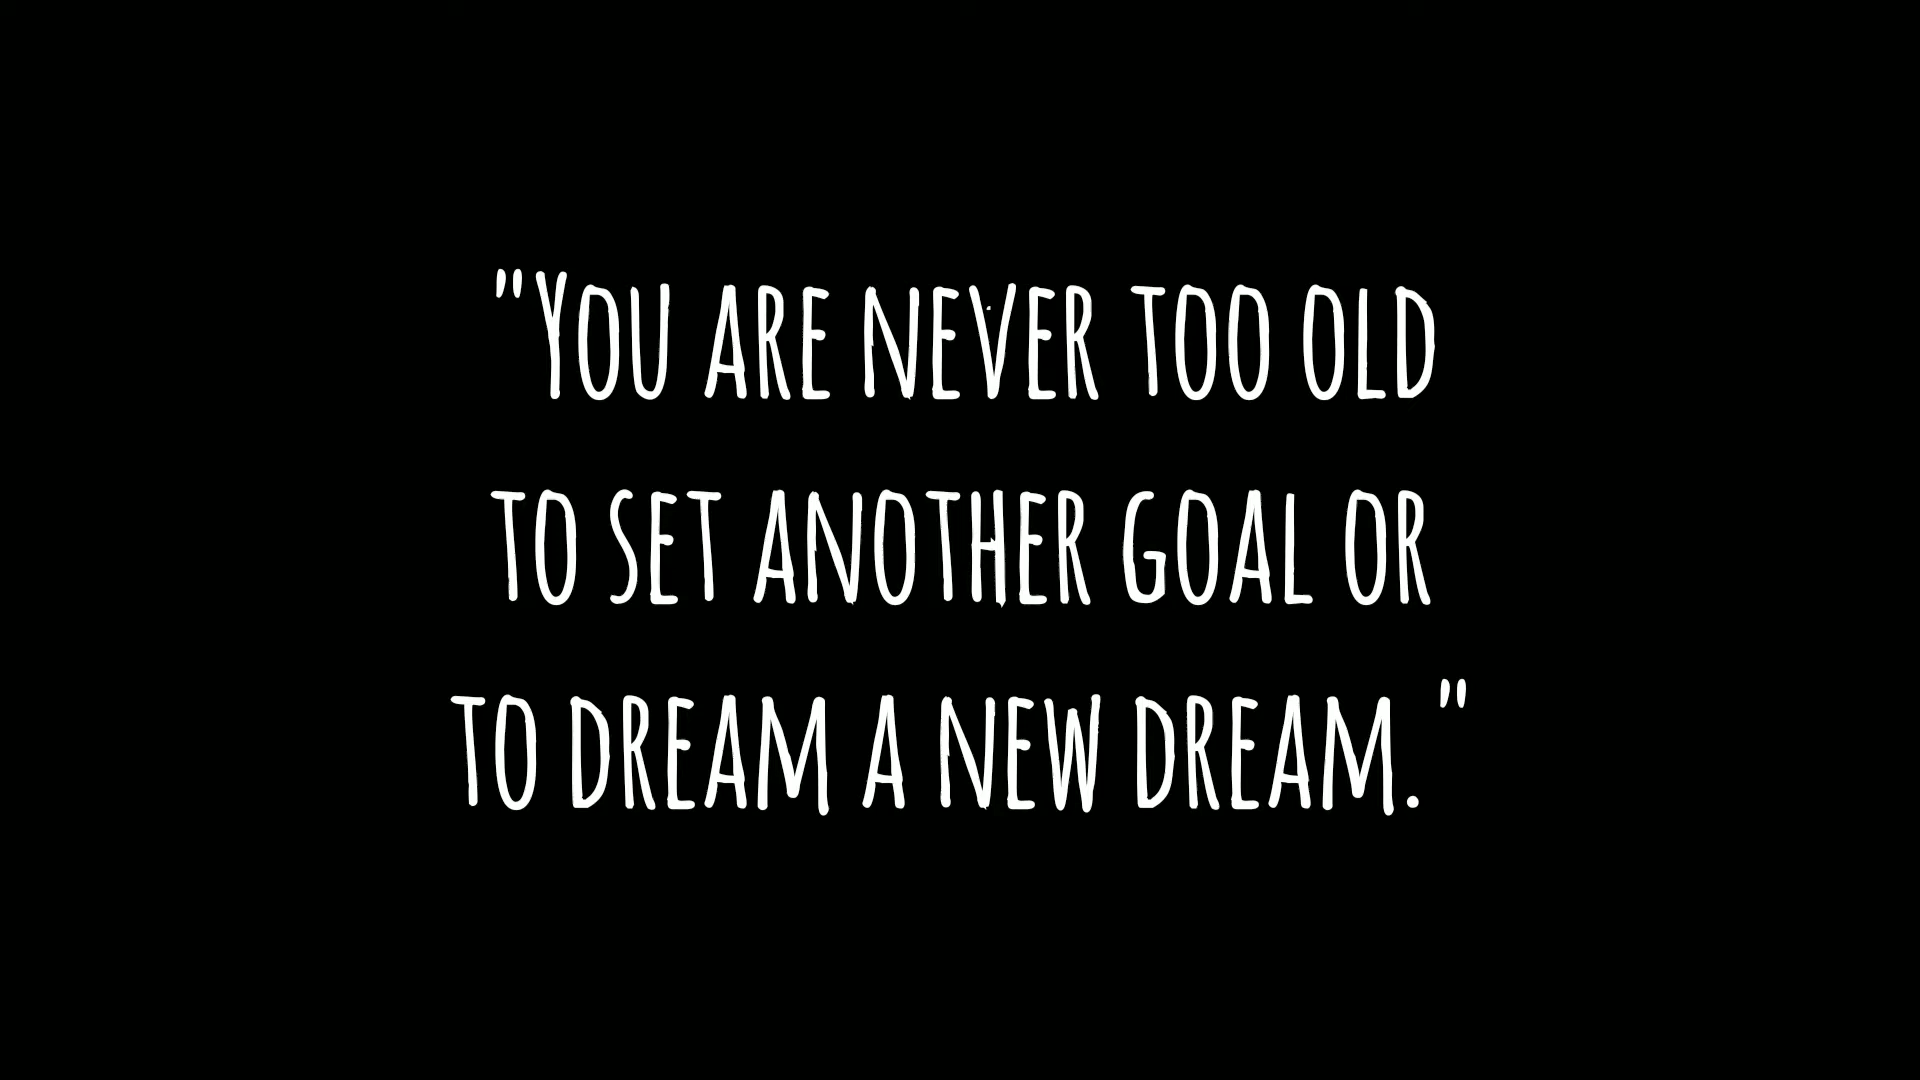 "You are never too old
to set another goal or
to dream a new dream."